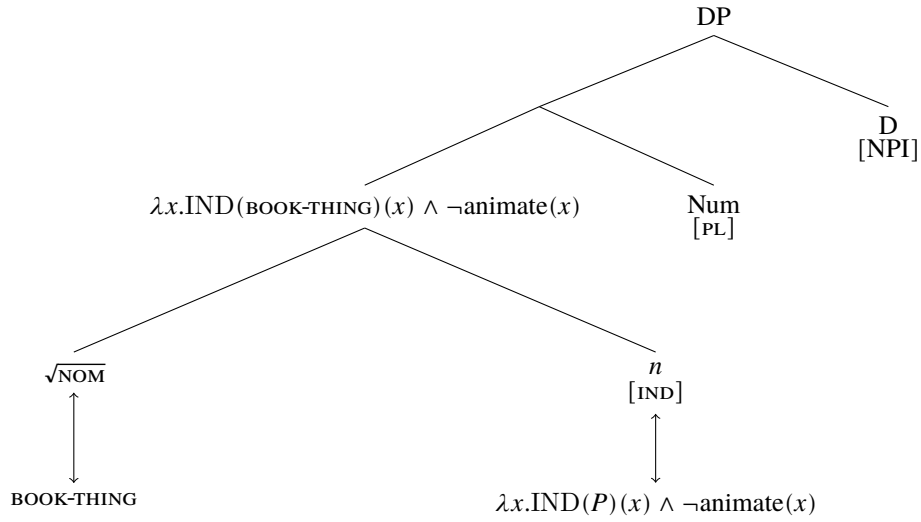 DP
D
[NPI]
λx.IND(BOOK-THING)(x) ∧ ¬animate(x)
Num
[PL]
√NOM
n
[IND]
BOOK-THING
λx.IND(P)(x) ∧ ¬animate(x)